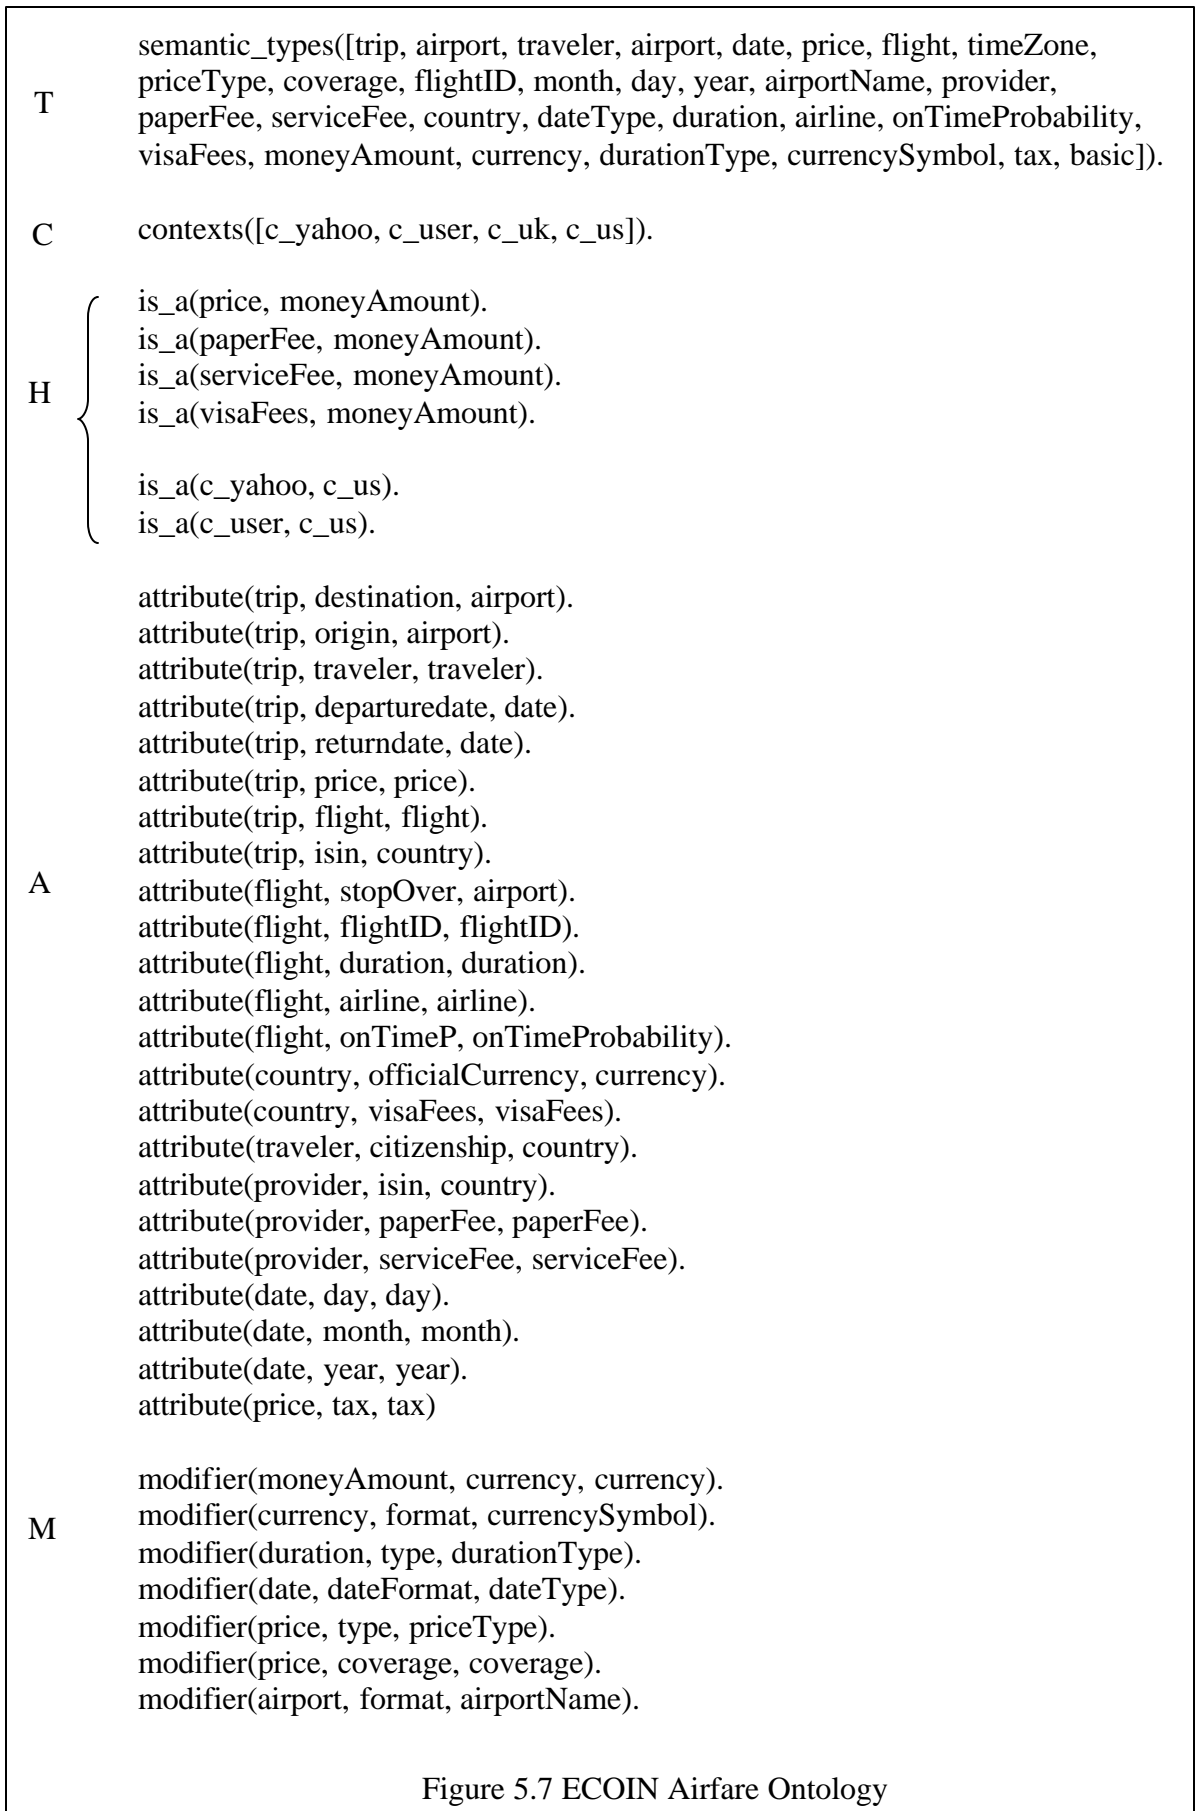 semantic_types([trip, airport, traveler, airport, date, price, flight, timeZone,
priceType, coverage, flightID, month, day, year, airportName, provider,
T
paperFee, serviceFee, country, dateType, duration, airline, onTimeProbability,
visaFees, moneyAmount, currency, durationType, currencySymbol, tax, basic]).
C contexts([c_yahoo, c_user, c_uk, c_us]).
is_a(price, moneyAmount).
is_a(paperFee, moneyAmount).
is_a(serviceFee, moneyAmount).
H
is_a(visaFees, moneyAmount).
is_a(c_yahoo, c_us).
is_a(c_user, c_us).
attribute(trip, destination, airport).
attribute(trip, origin, airport).
attribute(trip, traveler, traveler).
attribute(trip, departuredate, date).
attribute(trip, returndate, date).
attribute(trip, price, price).
attribute(trip, flight, flight).
attribute(trip, isin, country).
A attribute(flight, stopOver, airport).
attribute(flight, flightID, flightID).
attribute(flight, duration, duration).
attribute(flight, airline, airline).
attribute(flight, onTimeP, onTimeProbability).
attribute(country, officialCurrency, currency).
attribute(country, visaFees, visaFees).
attribute(traveler, citizenship, country).
attribute(provider, isin, country).
attribute(provider, paperFee, paperFee).
attribute(provider, serviceFee, serviceFee).
attribute(date, day, day).
attribute(date, month, month).
attribute(date, year, year).
attribute(price, tax, tax)
modifier(moneyAmount, currency, currency).
modifier(currency, format, currencySymbol).
M
modifier(duration, type, durationType).
modifier(date, dateFormat, dateType).
modifier(price, type, priceType).
modifier(price, coverage, coverage).
modifier(airport, format, airportName).
Figure 5.7 ECOIN Airfare Ontology